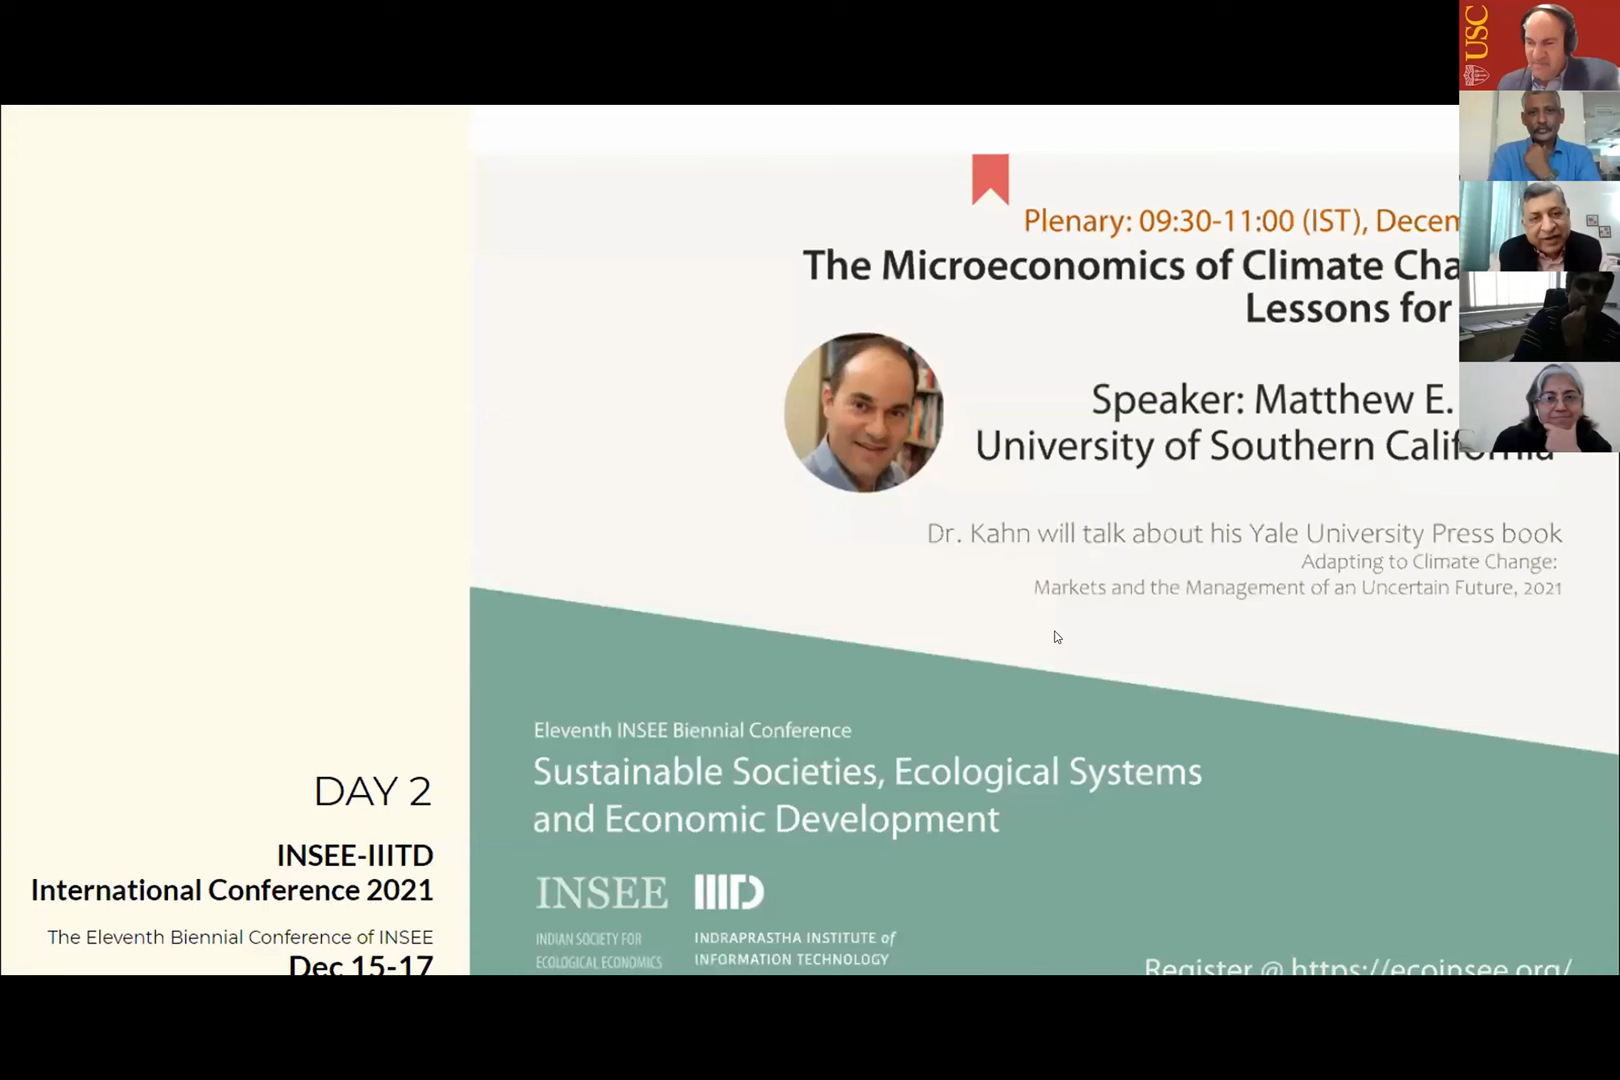 USC
Plenary: 09:30-11:00 (IST), Decem
The Microeconomics of Climate Cha
Lessons for
Speaker: Matthew E.
University of Southern California
Dr. Kahn will talk about his Yale University Press book
Adapting to Climate Change:
Markets and the Management of an Uncertain Future, 2021
Eleventh INSEE Biennial Conference
Sustainable Societies, Ecological Systems
and Economic Development
INSEE IIITD
INDIAN SOCIETY FOR
ECOLOGICAL ECONOMICS
INDRAPRASTHA INSTITUTE of
INFORMATION TECHNOLOGY
Register @ https://ecoinsee.org/
DAY 2
INSEE-IIITD
International Conference 2021
The Eleventh Biennial Conference of INSEE
Dec 15-17